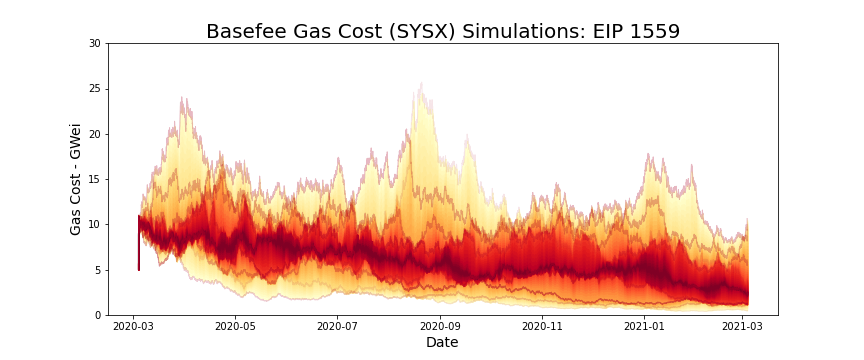 Basefee Gas Cost (SYSX) Simulations: EIP 1559
30
25
20
15
10
5
0
Gas Cost - GWei
2020-03 2020-05 2020-07 2020-09 2020-11 2021-01 2021-03
Date